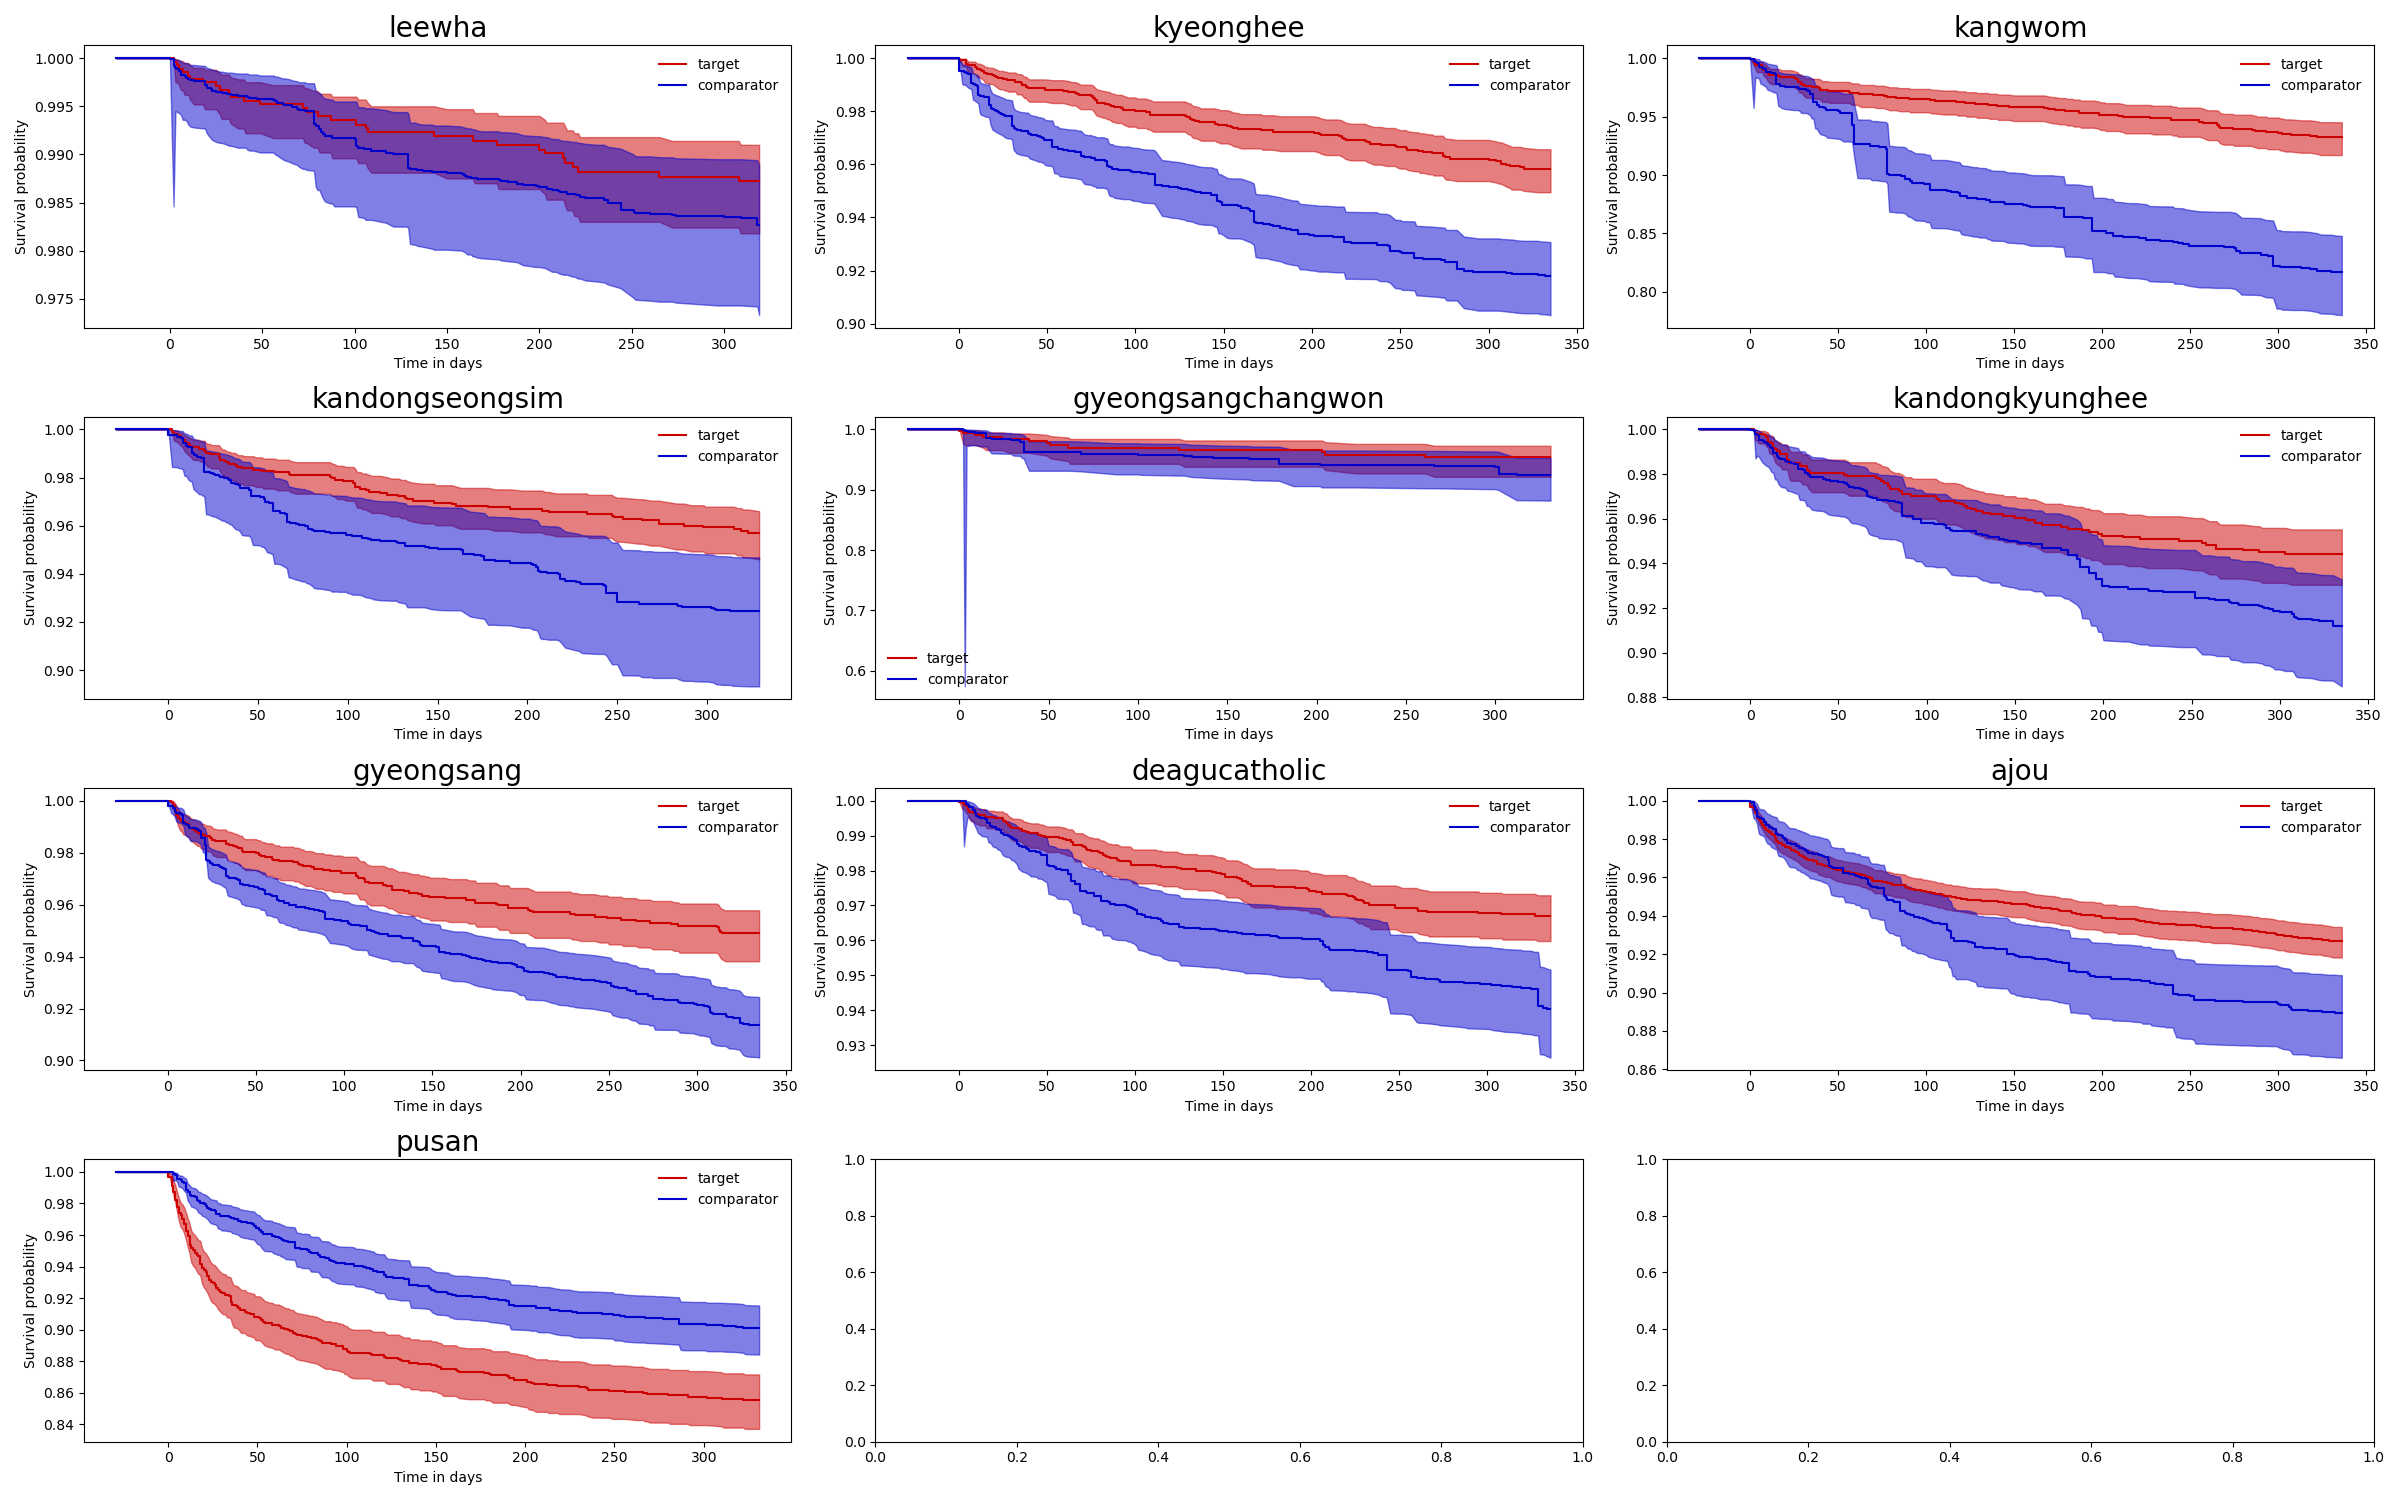 leewha
1.000
0.995
0.990
0.985
0.980
0.975
Survival probability
target
comparator
0 50 100 150 200 250 300
Time in days
kyeonghee
1.00
0.98
0.96
0.94
0.92
0.90
Survival probability
target
comparator
0 50 100 150 200 250 300 350
Time in days
kangwom
1.00
0.95
0.90
0.85
0.80
Survival probability
target
comparator
0 50 100 150 200 250 300 350
Time in days
kandongseongsim
1.00
0.98
0.96
0.94
0.92
0.90
Survival probability
target
comparator
0 50 100 150 200 250 300
Time in days
gyeongsangchangwon
1.0
0.9
0.8
0.7
0.6
Survival probability
target
comparator
0 50 100 150 200 250 300
Time in days
kandongkyunghee
1.00
0.98
0.96
0.94
0.92
0.90
0.88
Survival probability
target
comparator
0 50 100 150 200 250 300 350
Time in days
gyeongsang
1.00
0.98
0.96
0.94
0.92
0.90
Survival probability
target
comparator
0 50 100 150 200 250 300 350
Time in days
deagucatholic
1.00
0.99
0.98
0.97
0.96
0.95
0.94
0.93
Survival probability
target
comparator
0 50 100 150 200 250 300 350
Time in days
ajou
1.00
0.98
0.96
0.94
0.92
0.90
0.88
0.86
Survival probability
target
comparator
0 50 100 150 200 250 300 350
Time in days
pusan
1.00
0.98
0.96
0.94
0.92
0.90
0.88
0.86
0.84
Survival probability
target
comparator
0 50 100 150 200 250 300
Time in days
1.0
0.8
0.6
0.4
0.2
0.0
0.0 0.2 0.4 0.6 0.8 1.0
1.0
0.8
0.6
0.4
0.2
0.0
0.0 0.2 0.4 0.6 0.8 1.0